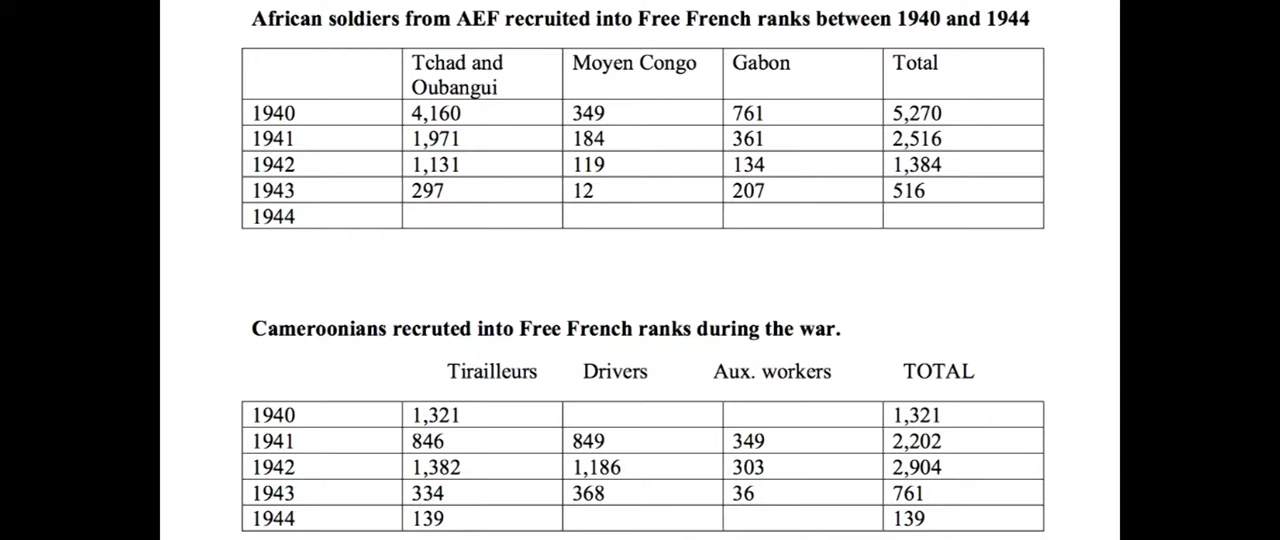 African soldiers from AEF recruited into Free French ranks between 1940 and 1944
Tchad and Oubangui Moyen Congo Gabon Total
1940 4,160 349 761 5,270
1941 1,971 184 361 2,516
1942 1,131 119 134 1,384
1943 297 12 207 516
1944
Cameroonians recruted into Free French ranks during the war.
Tirailleurs Drivers Aux. workers TOTAL
1940 1,321 1,321
1941 846 849 349 2,202
1942 1,382 1,186 303 2,904
1943 334 368 36 761
1944 139 139